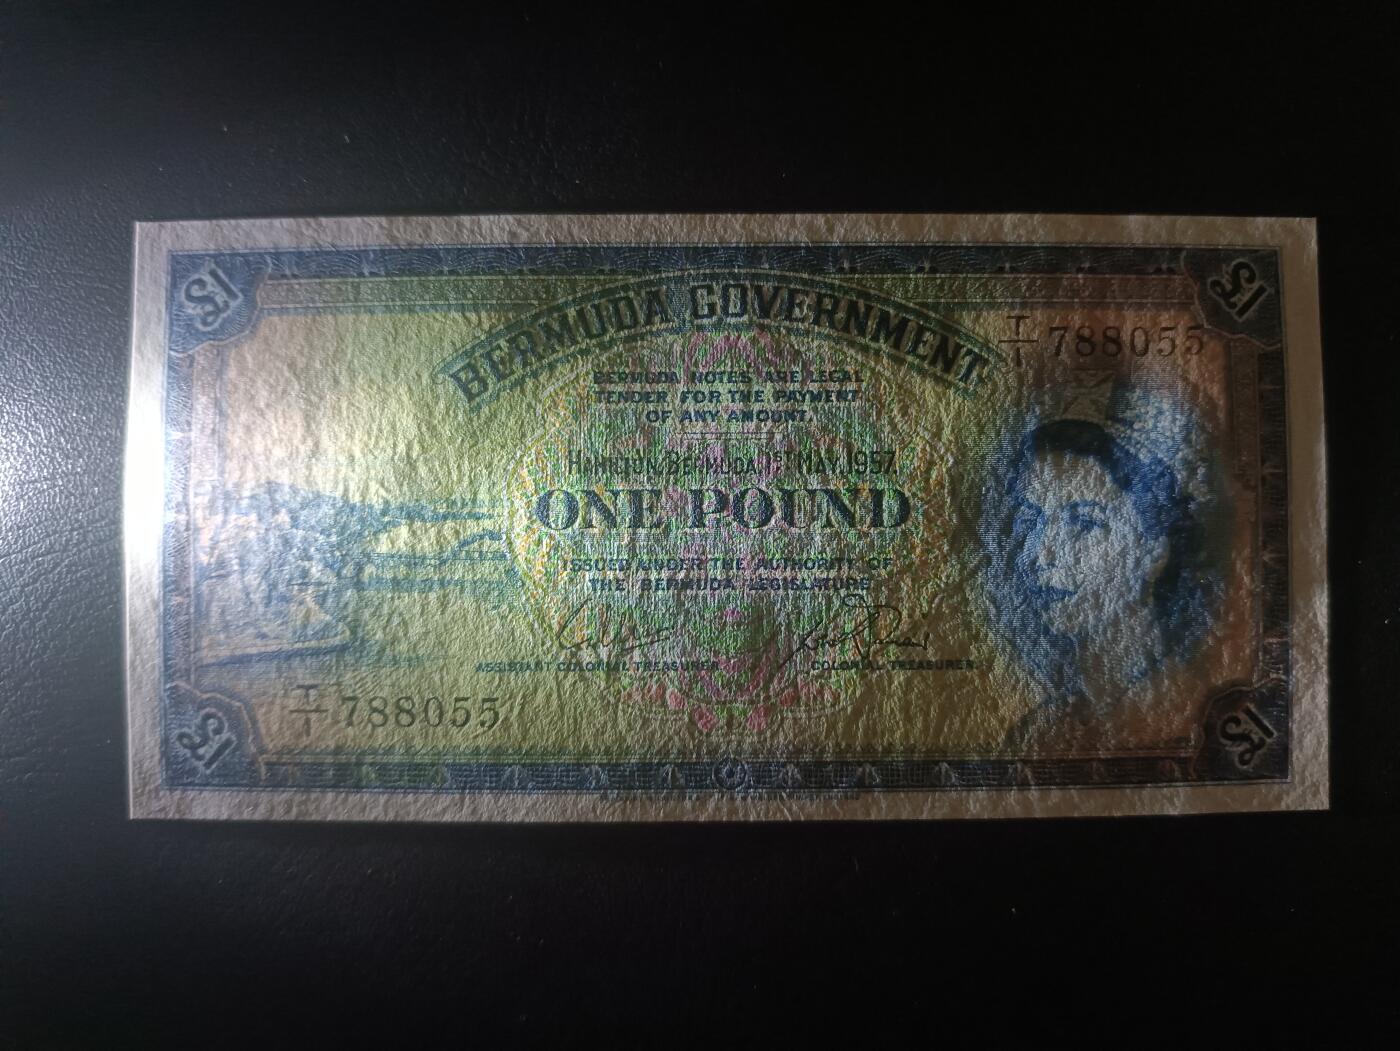 £1
£1
BERMUDA GOVERNMENT
T/1 788055
BERMUDA NOTES ARE LEGAL
TENDER FOR THE PAYMENT
OF ANY AMOUNT.
HAMILTON, BERMUDA, 1ST MAY, 1957.
ONE POUND
ISSUED UNDER THE AUTHORITY OF
THE BERMUDA LEGISLATURE
ASSISTANT COLONIAL TREASURER
COLONIAL TREASURER
T/1 788055
£1
£1